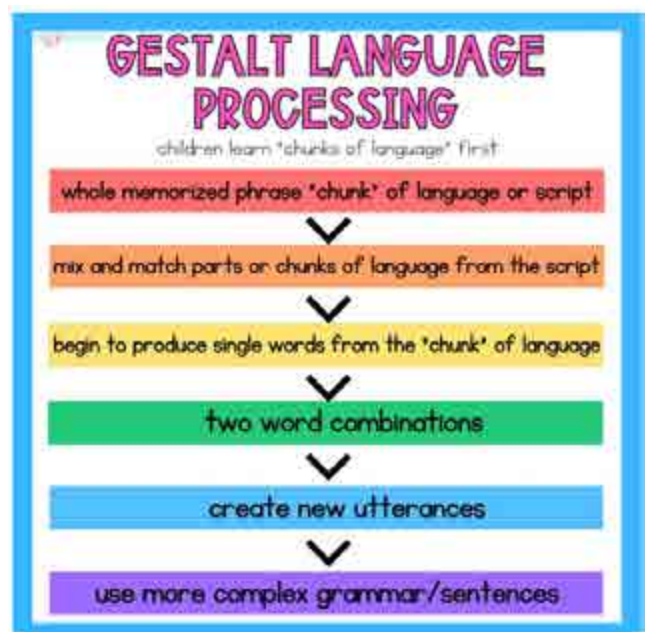 GESTALT LANGUAGE
PROCESSING
children learn "chunks of language" first
whole memorized phrase "chunk" of language or script
mix and match parts or chunks of language from the script
begin to produce single words from the "chunk" of language
two word combinations
create new utterances
use more complex grammar/sentences